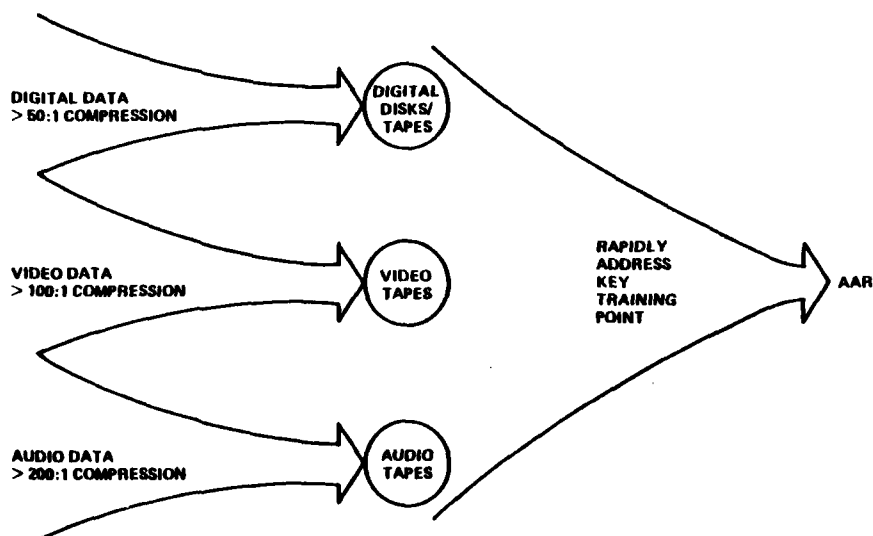 DIGITAL DATA
> 50:1 COMPRESSION
DIGITAL
DISKS/
TAPES
VIDEO DATA
> 100:1 COMPRESSION
VIDEO
TAPES
RAPIDLY
ADDRESS
KEY
TRAINING
POINT
AAR
AUDIO DATA
> 200:1 COMPRESSION
AUDIO
TAPES